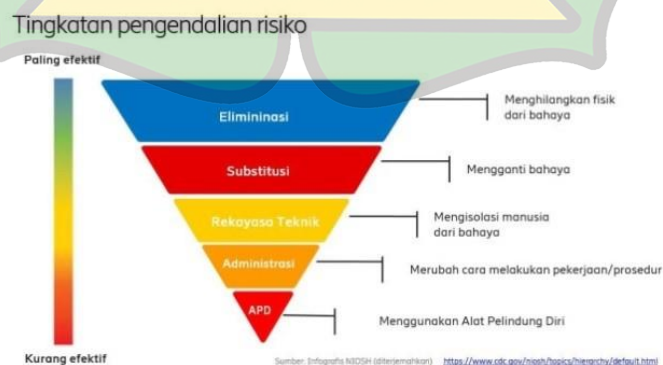 Tingkatan pengendalian risiko
Paling efektif
Elimininasi
Menghilangkan fisik
dari bahaya
Substitusi
Mengganti bahaya
Rekayasa Teknik
Mengisolasi manusia
dari bahaya
Administrasi
Merubah cara melakukan pekerjaan/prosedur
APD
Menggunakan Alat Pelindung Diri
Kurang efektif
Sumber: Infografis NIOSH (diterjemahkan) https://www.cdc.gov/niosh/topics/hierarchy/default.html